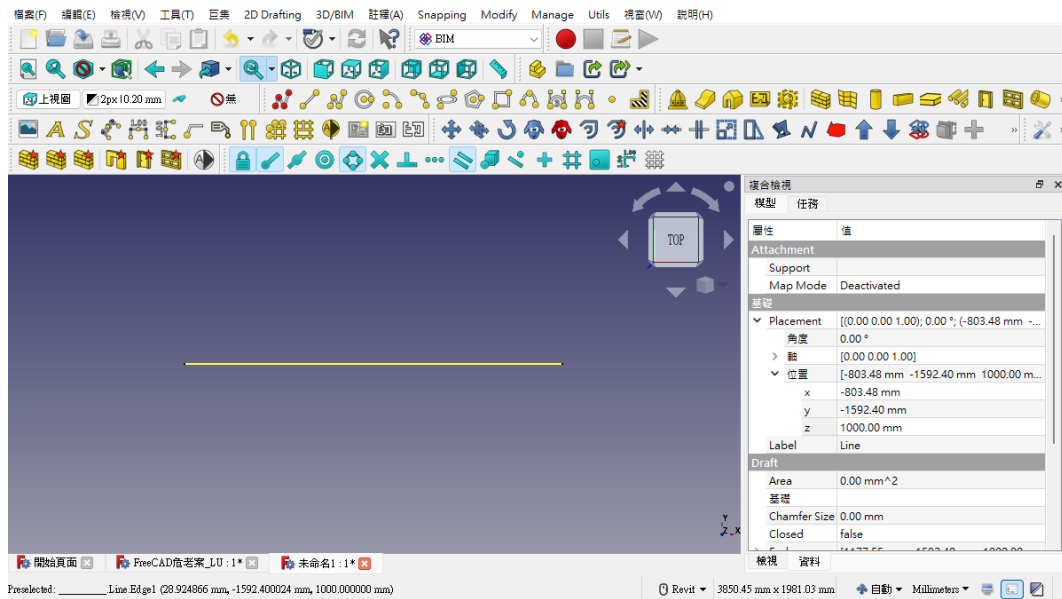 檔案(F) 編輯(E) 檢視(V) 工具(T) 巨集 2D Drafting 3D/BIM 註釋(A) Snapping Modify Manage Utils 視窗(W) 說明(H)
BIM
上視圖 2px | 0.20 mm 無
TOP
複合檢視
模型 任務
屬性 值
Attachment
Support
Map Mode Deactivated
基礎
Placement [(0.00 0.00 1.00); 0.00 °; (-803.48 mm -...
角度 0.00 °
軸 [0.00 0.00 1.00]
位置 [-803.48 mm -1592.40 mm 1000.00 m...
x -803.48 mm
y -1592.40 mm
z 1000.00 mm
Label Line
Draft
Area 0.00 mm^2
基礎
Chamfer Size 0.00 mm
Closed false
Y
Z X
檢視 資料
開始頁面 FreeCAD危老案_LU : 1* 未命名1 : 1*
Preselected: ________.Line.Edge1 (28.924866 mm, -1592.400024 mm, 1000.000000 mm) Revit 3850.45 mm x 1981.03 mm 自動 Millimeters